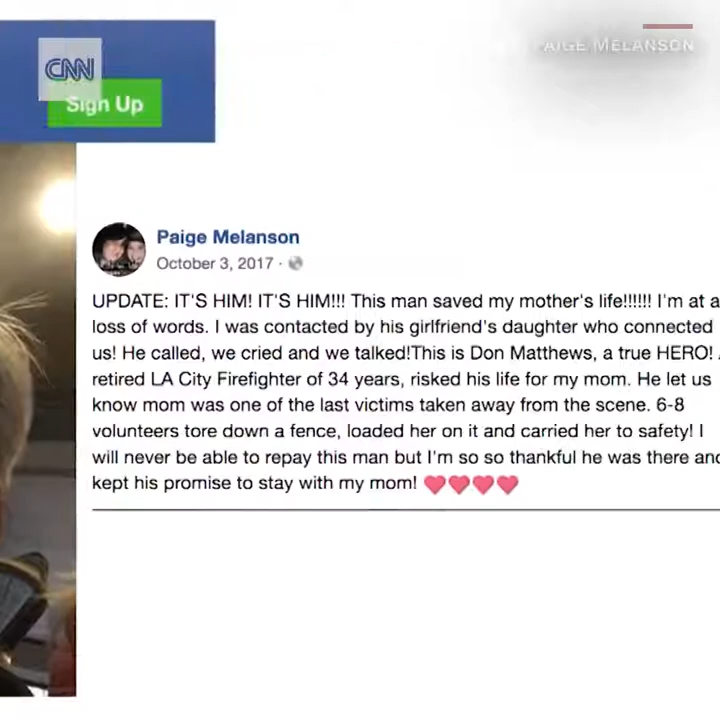 CNN
PAIGE MELANSON
Sign Up
Paige Melanson
October 3, 2017 ·
UPDATE: IT'S HIM! IT'S HIM!!! This man saved my mother's life!!!!!! I'm at a
loss of words. I was contacted by his girlfriend's daughter who connected
us! He called, we cried and we talked!This is Don Matthews, a true HERO!
retired LA City Firefighter of 34 years, risked his life for my mom. He let us
know mom was one of the last victims taken away from the scene. 6-8
volunteers tore down a fence, loaded her on it and carried her to safety! I
will never be able to repay this man but I'm so so thankful he was there and
kept his promise to stay with my mom! ❤❤❤❤